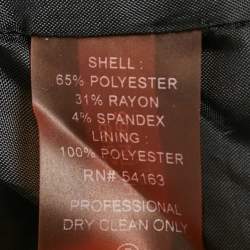 SHELL :
65% POLYESTER
31% RAYON
4% SPANDEX
LINING :
100% POLYESTER
RN# 54163
PROFESSIONAL
DRY CLEAN ONLY